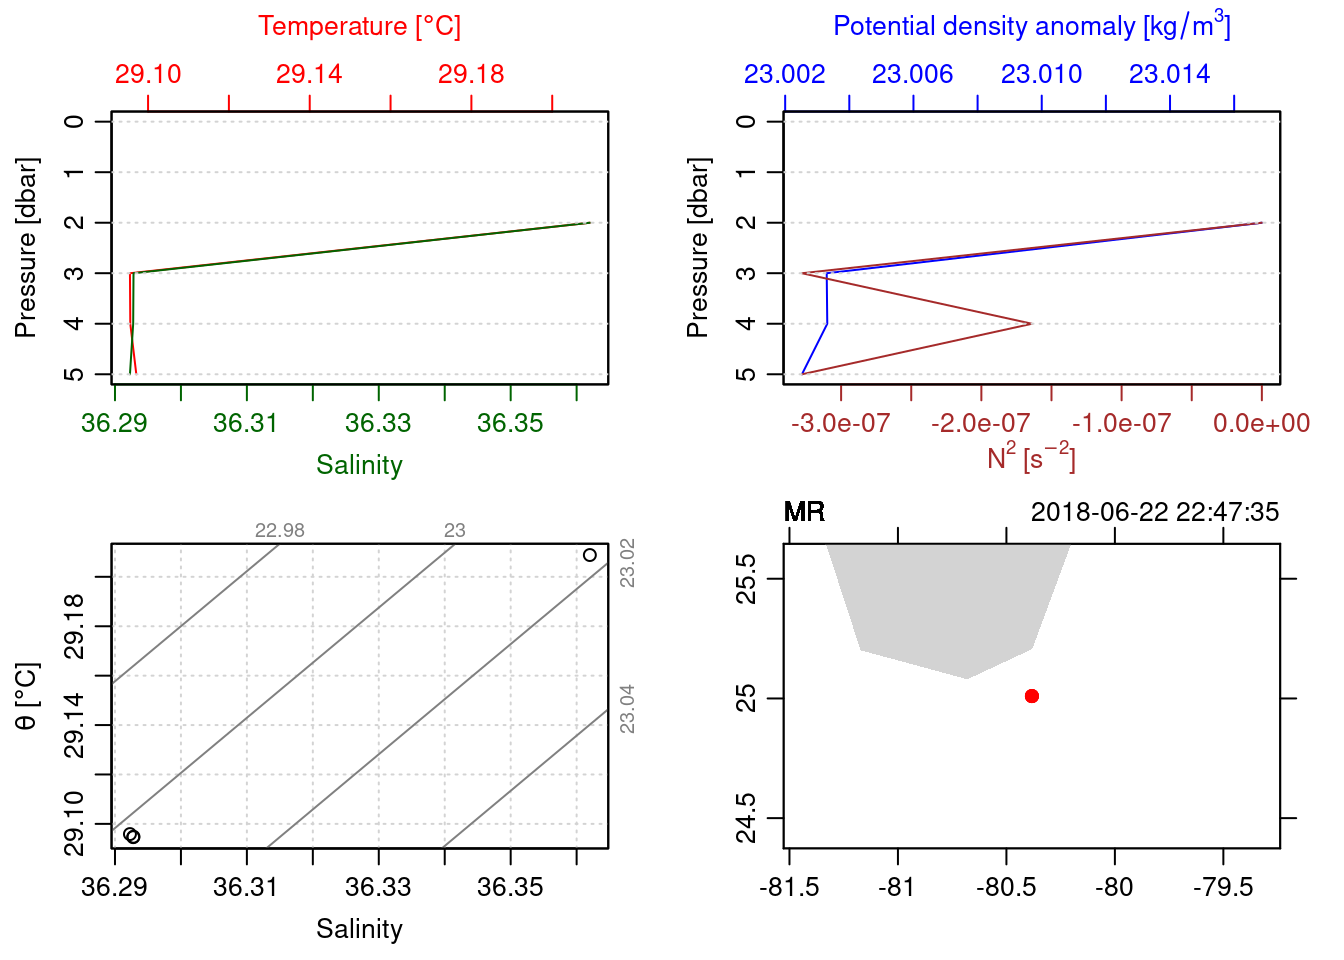 Temperature [°C]
29.10 29.14 29.18
0
1
2
3
4
5
Pressure [dbar]
36.29 36.31 36.33 36.35
Salinity
Potential density anomaly [kg/m³]
23.002 23.006 23.010 23.014
0
1
2
3
4
5
Pressure [dbar]
-3.0e-07 -2.0e-07 -1.0e-07 0.0e+00
N² [s⁻²]
22.98 23
23.02
23.04
29.18
29.14
29.10
θ [°C]
36.29 36.31 36.33 36.35
Salinity
MR 2018-06-22 22:47:35
25.5
25
24.5
-81.5 -81 -80.5 -80 -79.5